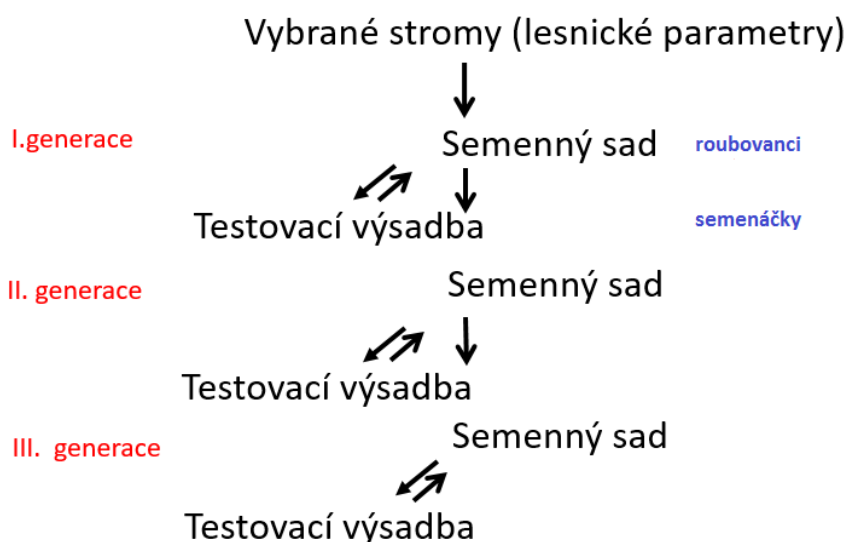 Vybrané stromy (lesnické parametry)
I.generace
Semenný sad
roubovanci
Testovací výsadba
semenáčky
II. generace
Semenný sad
Testovací výsadba
III. generace
Semenný sad
Testovací výsadba